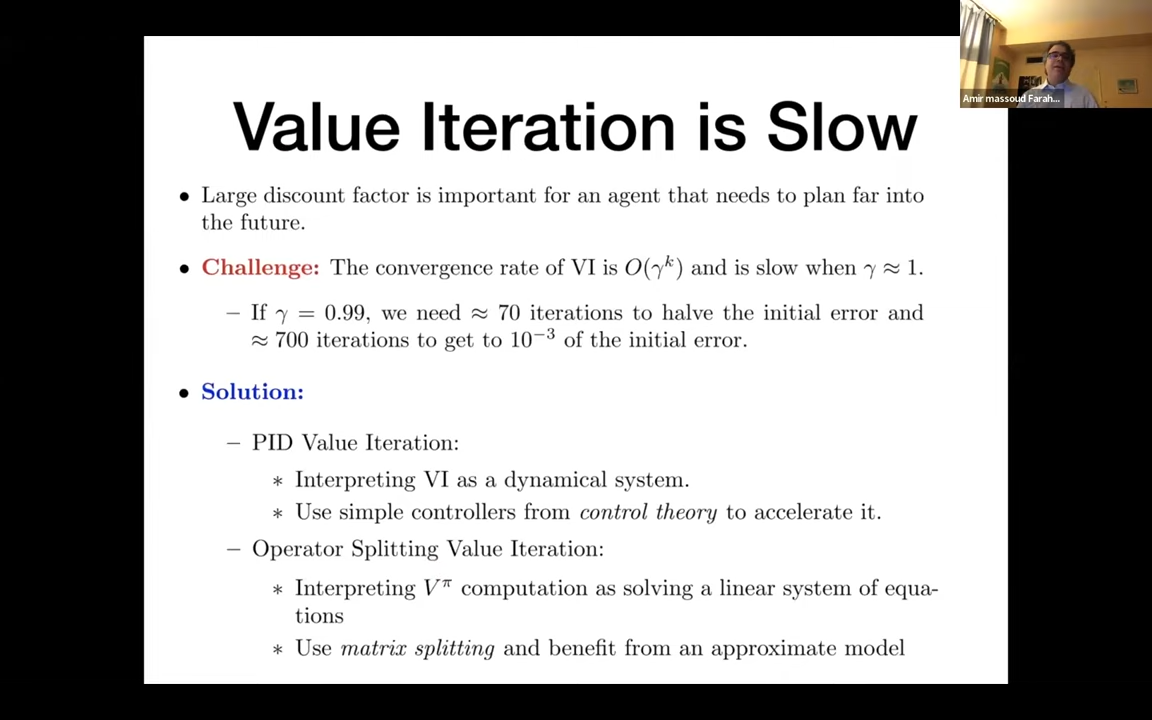 Value Iteration is Slow
• Large discount factor is important for an agent that needs to plan far into
the future.
• Challenge: The convergence rate of VI is O(γ^k) and is slow when γ ≈ 1.
– If γ = 0.99, we need ≈ 70 iterations to halve the initial error and
≈ 700 iterations to get to 10^−3 of the initial error.
• Solution:
– PID Value Iteration:
∗ Interpreting VI as a dynamical system.
∗ Use simple controllers from control theory to accelerate it.
– Operator Splitting Value Iteration:
∗ Interpreting V^π computation as solving a linear system of equa-
tions
∗ Use matrix splitting and benefit from an approximate model
Amir massoud Farah...